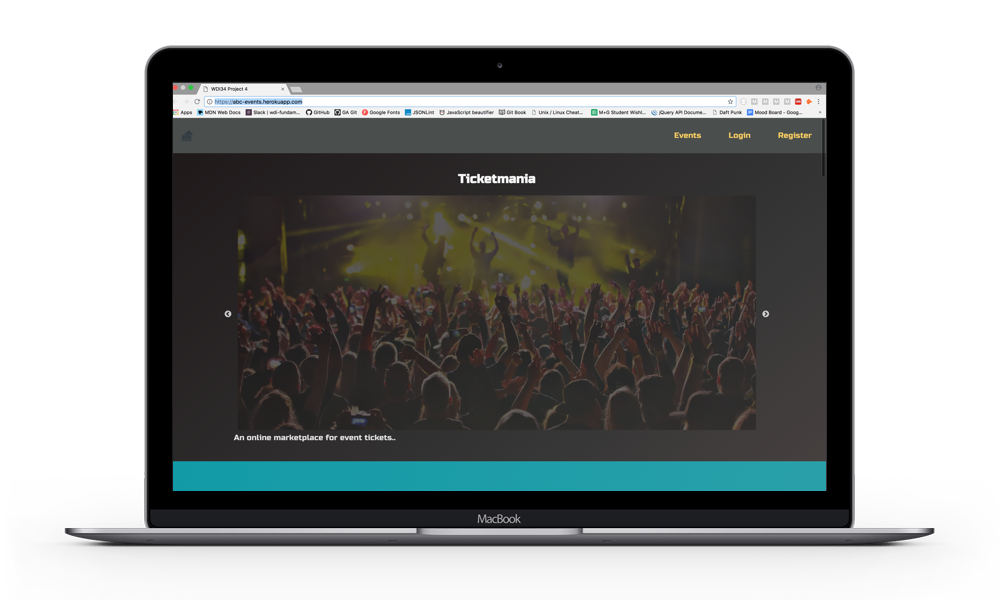 WDI34 Project 4
https://abc-events.herokuapp.com
Apps MDN Web Docs Slack | wdi-fundam... GitHub GA Git Google Fonts JSONLint JavaScript beautifier Git Book Unix / Linux Cheat... M+G Student Wishl... jQuery API Docume... Daft Punk Mood Board - Goog...
Events Login Register
Ticketmania
An online marketplace for event tickets..
MacBook